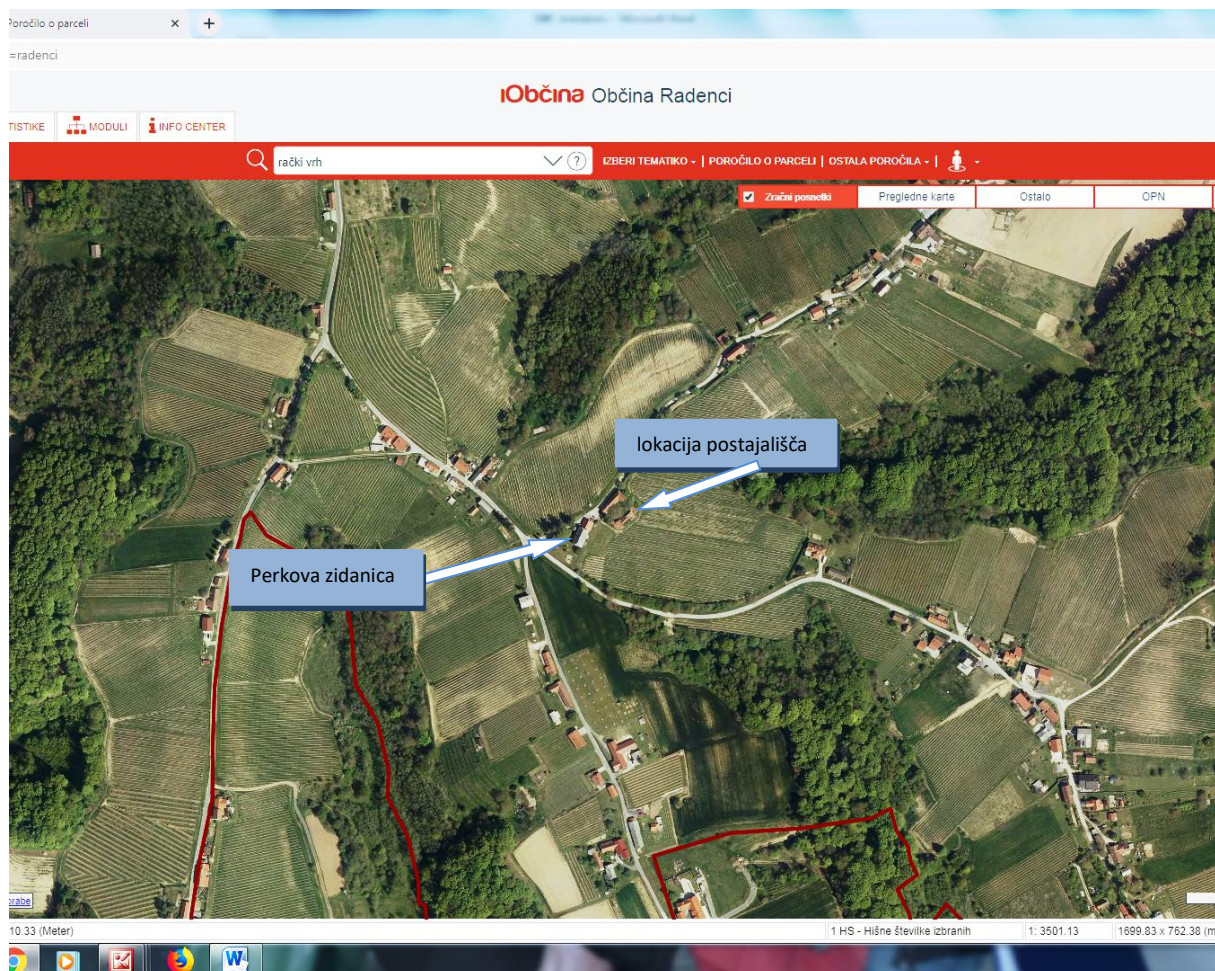 Poročilo o parceli × +
=radenci
iObčina Občina Radenci
TISTIKE MODULI INFO CENTER
rački vrh ? IZBERI TEMATIKO | POROČILO O PARCELI | OSTALA POROČILA |
Zračni posnetki Pregledne karte Ostalo OPN
lokacija postajališča
Perkova zidanica
orabe
10.33 (Meter) 1 HS - Hišne številke izbranih 1: 3501.13 1699.83 x 762.38 (m